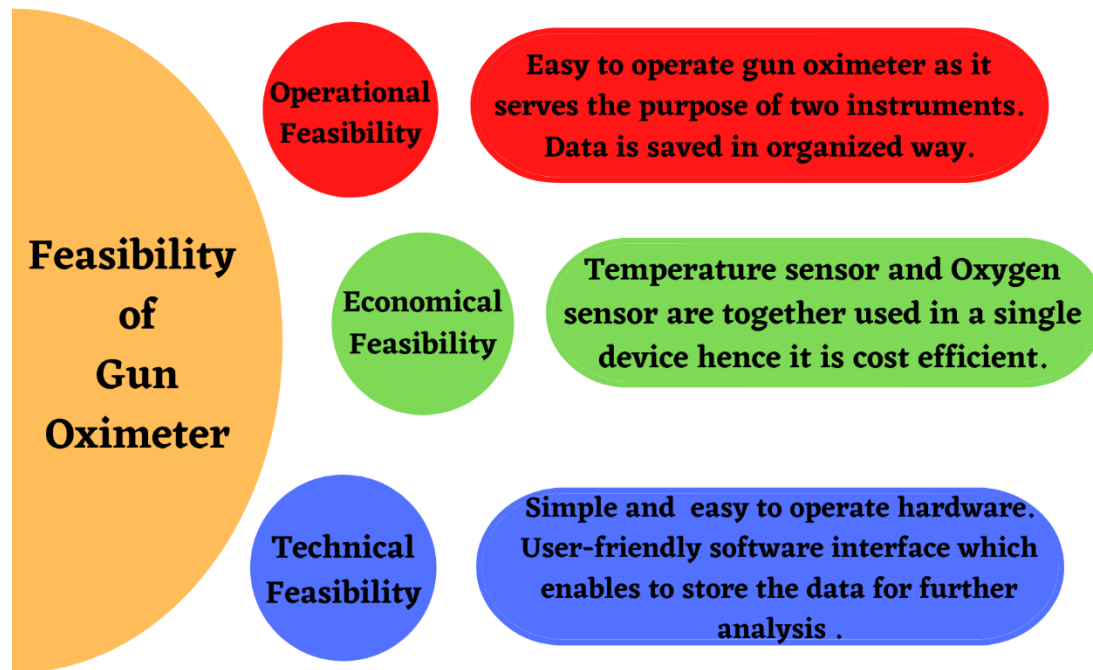 Feasibility
of
Gun
Oximeter
Operational
Feasibility
Easy to operate gun oximeter as it
serves the purpose of two instruments.
Data is saved in organized way.
Economical
Feasibility
Temperature sensor and Oxygen
sensor are together used in a single
device hence it is cost efficient.
Technical
Feasibility
Simple and easy to operate hardware.
User-friendly software interface which
enables to store the data for further
analysis .